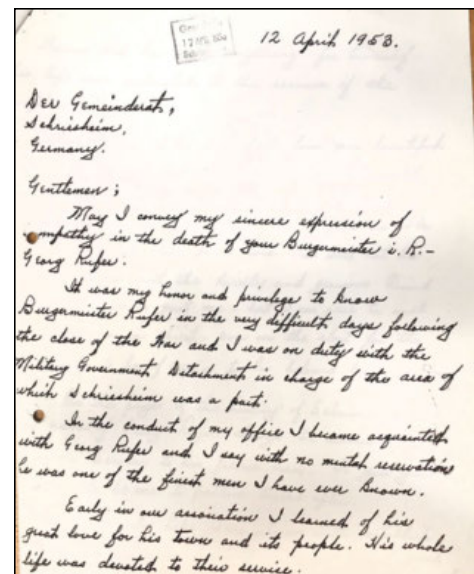 12 APR. 1953
12 April 1953.
Der Gemeinderat,
Schriesheim,
Germany.
Gentlemen;
May I convey my sincere expression of
sympathy in the death of your Burgermeister i. R. -
Georg Rufer.
It was my honor and privilege to know
Burgermeister Rufer in the very difficult days following
the close of the War and I was on duty with the
Military Government Detachment in charge of the area of
which Schriesheim was a part.
In the conduct of my office I became acquainted
with Georg Rufer and I say with no mental reservation
he was one of the finest men I have ever known.
Early in our association I learned of his
great love for his town and its people. His whole
life was devoted to their service.